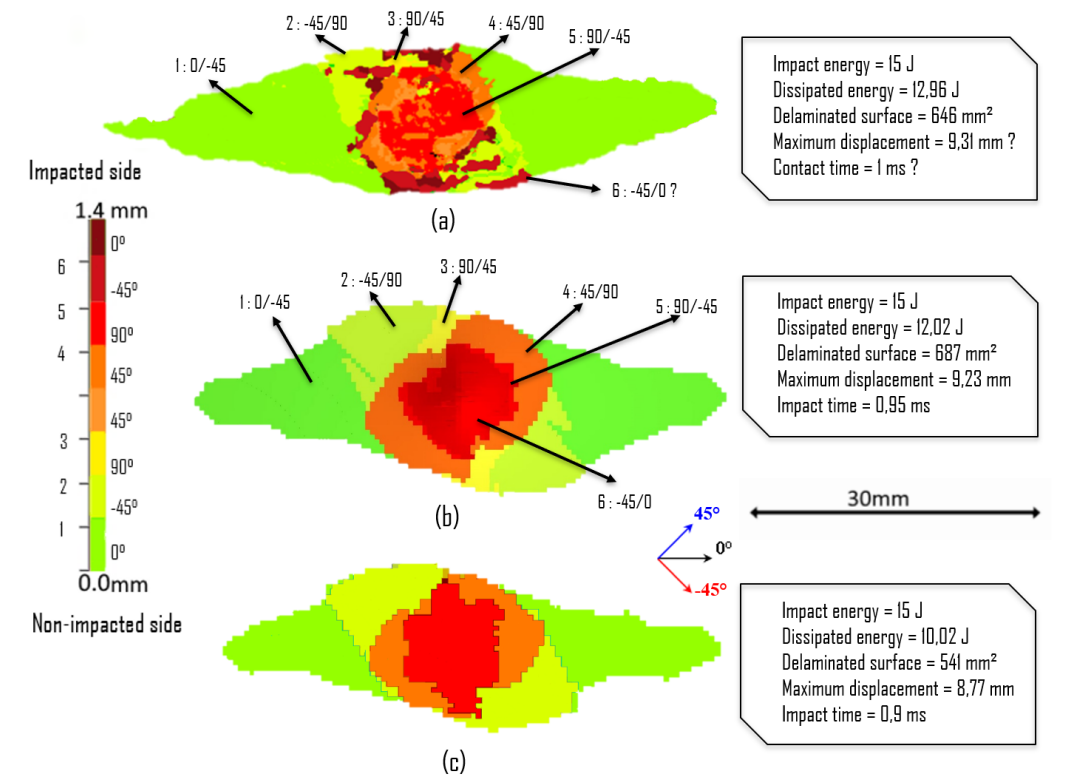 2 : -45/90
3 : 90/45
4 : 45/90
5 : 90/-45
1 : 0/-45
6 : -45/0 ?
(a)
Impact energy = 15 J
Dissipated energy = 12,96 J
Delaminated surface = 646 mm²
Maximum displacement = 9,31 mm ?
Contact time = 1 ms ?
Impacted side
1.4 mm
0°
6
-45°
5
90°
4
45°
45°
3
90°
2
-45°
1
0°
0.0mm
Non-impacted side
1 : 0/-45
2 : -45/90
3 : 90/45
4 : 45/90
5 : 90/-45
6 : -45/0
(b)
Impact energy = 15 J
Dissipated energy = 12,02 J
Delaminated surface = 687 mm²
Maximum displacement = 9,23 mm
Impact time = 0,95 ms
30mm
45°
0°
-45°
(c)
Impact energy = 15 J
Dissipated energy = 10,02 J
Delaminated surface = 541 mm²
Maximum displacement = 8,77 mm
Impact time = 0,9 ms